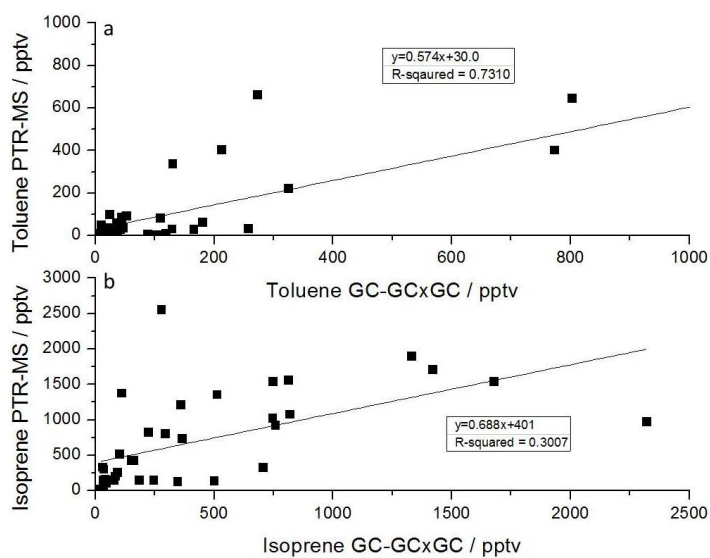 a
1000
800
600
400
200
0
Toluene PTR-MS / pptv
y=0.574x+30.0
R-sqaured = 0.7310
0 200 400 600 800 1000
Toluene GC-GCxGC / pptv
b
3000
2500
2000
1500
1000
500
0
Isoprene PTR-MS / pptv
y=0.688x+401
R-squared = 0.3007
0 500 1000 1500 2000 2500
Isoprene GC-GCxGC / pptv